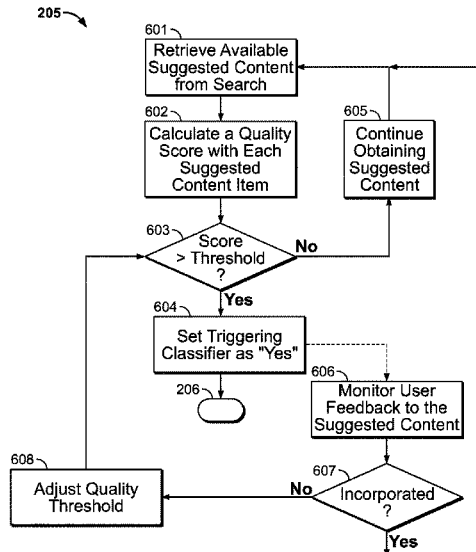 205
601
Retrieve Available
Suggested Content
from Search
602
Calculate a Quality
Score with Each
Suggested
Content Item
605
Continue
Obtaining
Suggested
Content
603
Score
> Threshold
?
No
Yes
604
Set Triggering
Classifier as "Yes"
206
606
Monitor User
Feedback to the
Suggested Content
607
Incorporated
?
No
Yes
608
Adjust Quality
Threshold